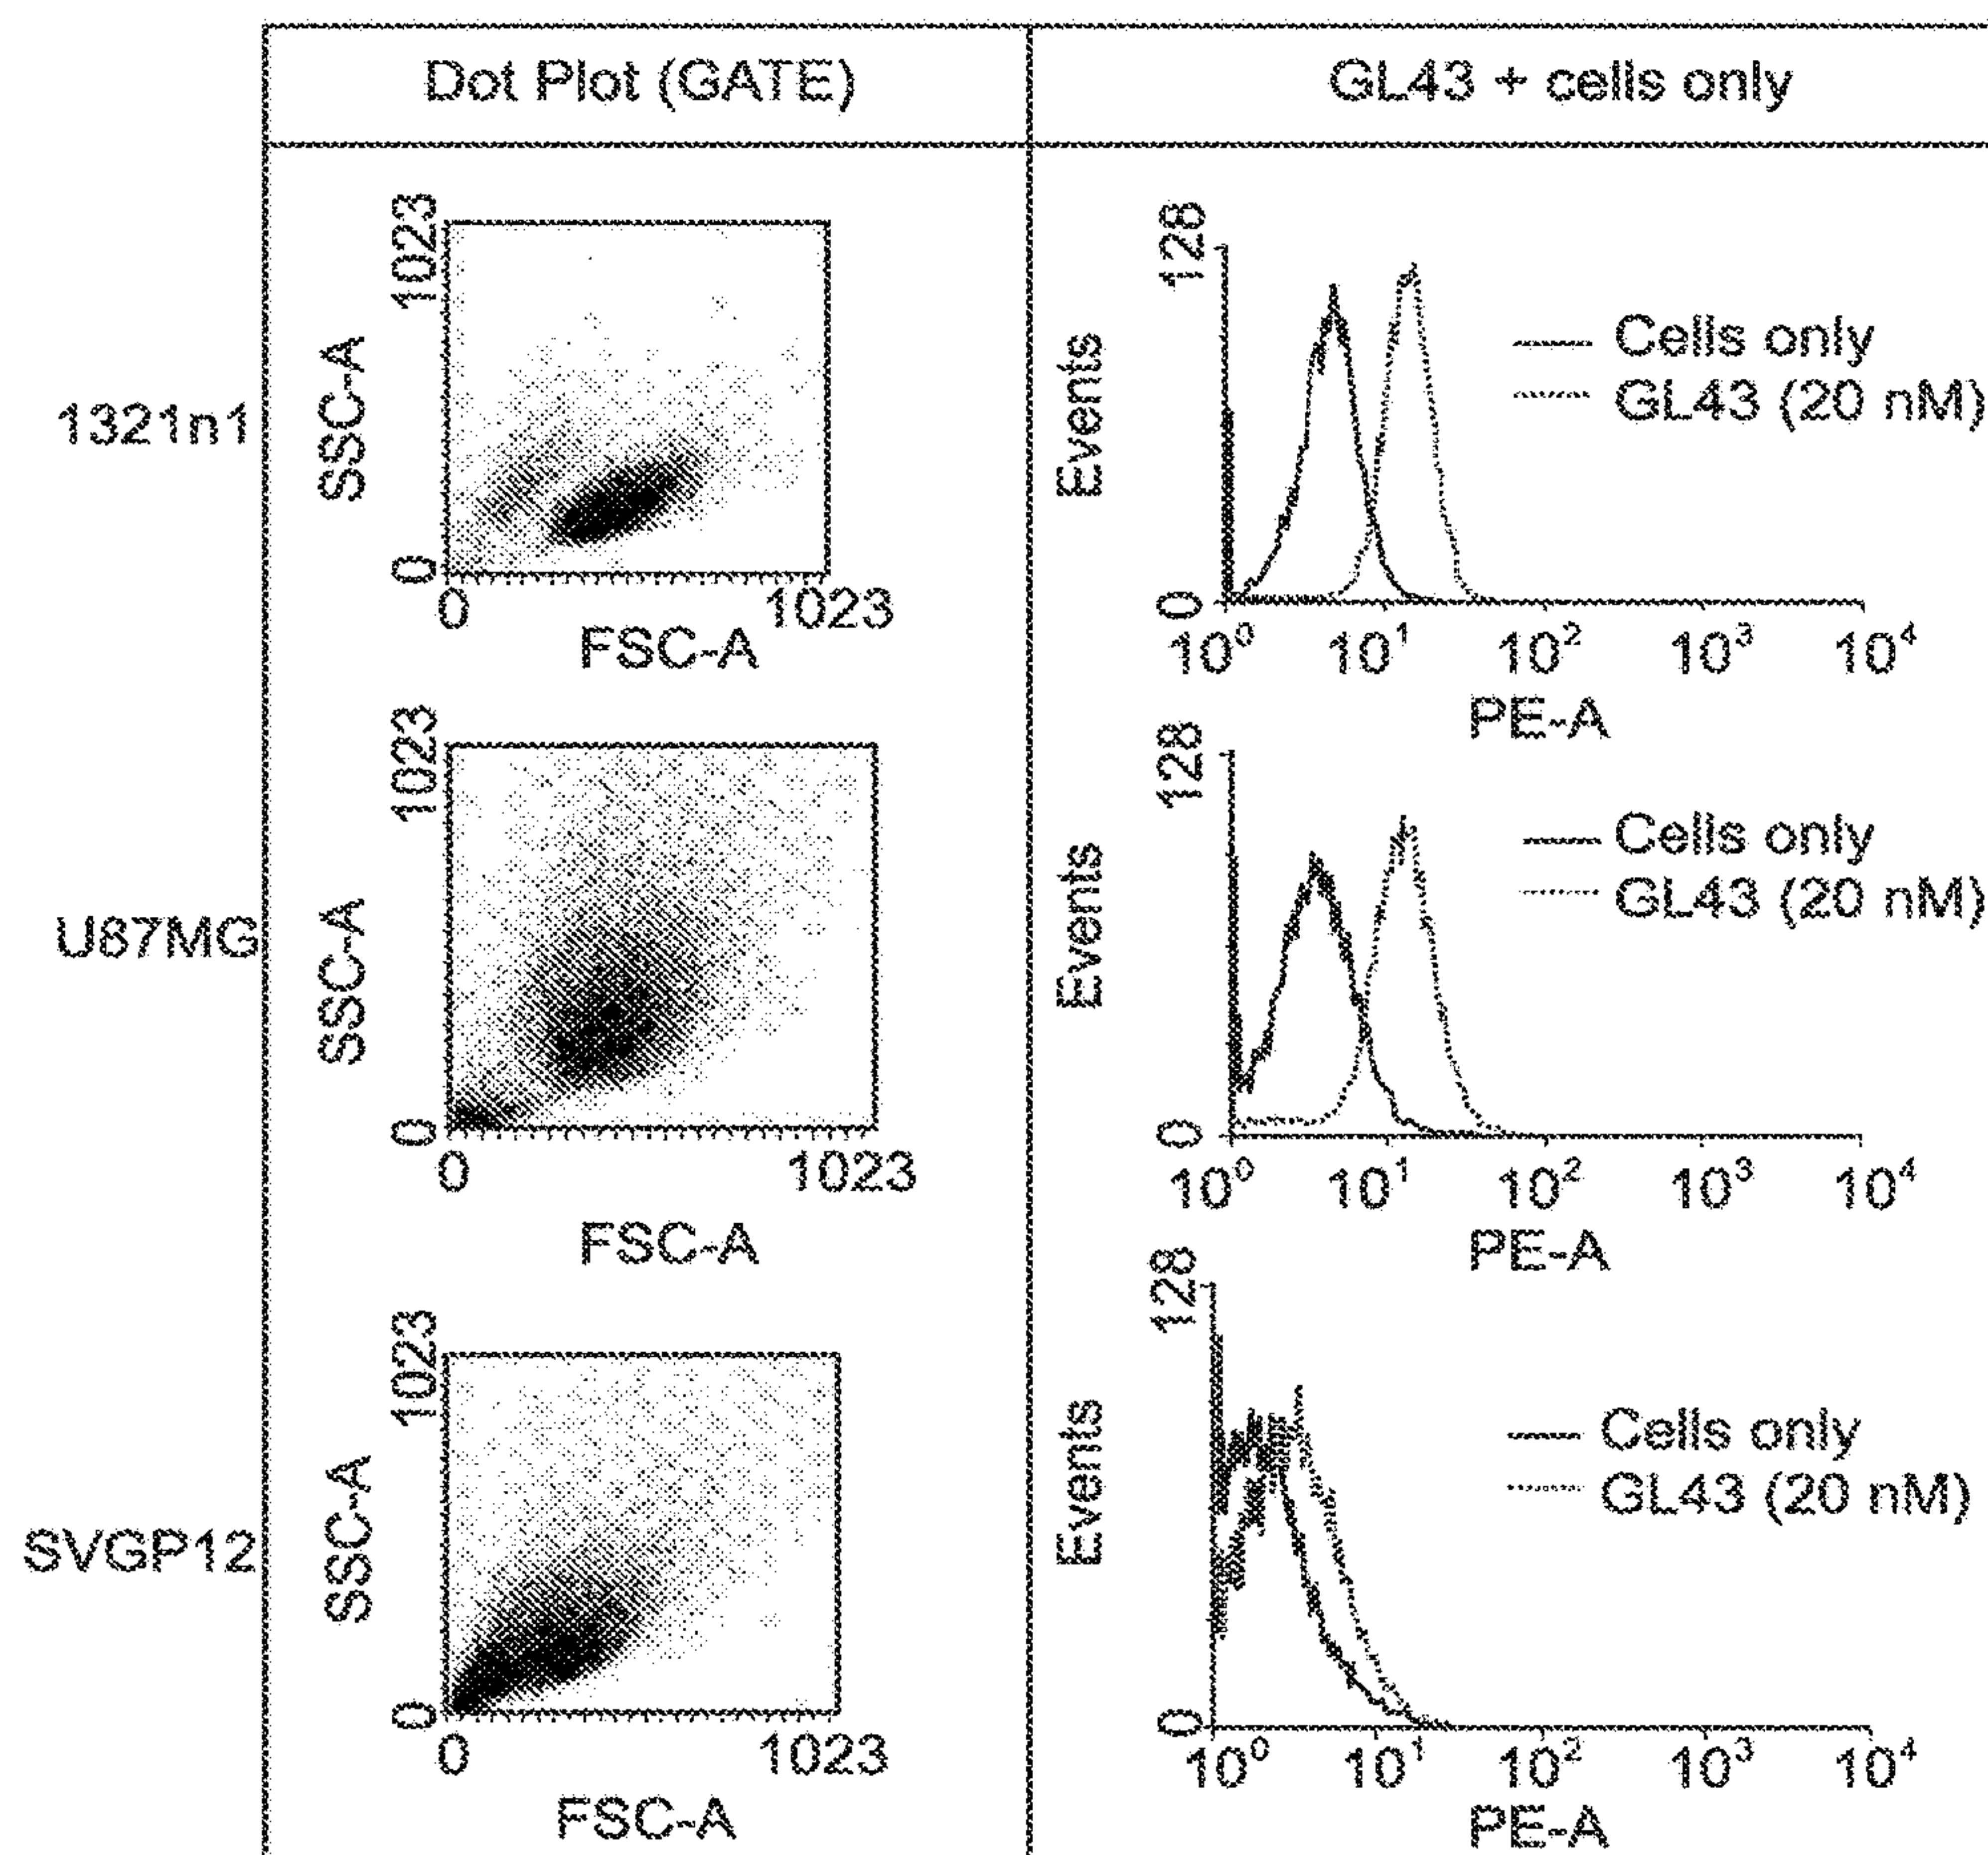 Dot Plot (GATE)
GL43 + cells only
1321n1
SSC-A
1023
0
0
1023
FSC-A
Events
128
0
Cells only
GL43 (20 nM)
10⁰ 10¹ 10² 10³ 10⁴
PE-A
U87MG
SSC-A
1023
0
0
1023
FSC-A
Events
128
0
Cells only
GL43 (20 nM)
10⁰ 10¹ 10² 10³ 10⁴
PE-A
SVGP12
SSC-A
1023
0
0
1023
FSC-A
Events
128
0
Cells only
GL43 (20 nM)
10⁰ 10¹ 10² 10³ 10⁴
PE-A